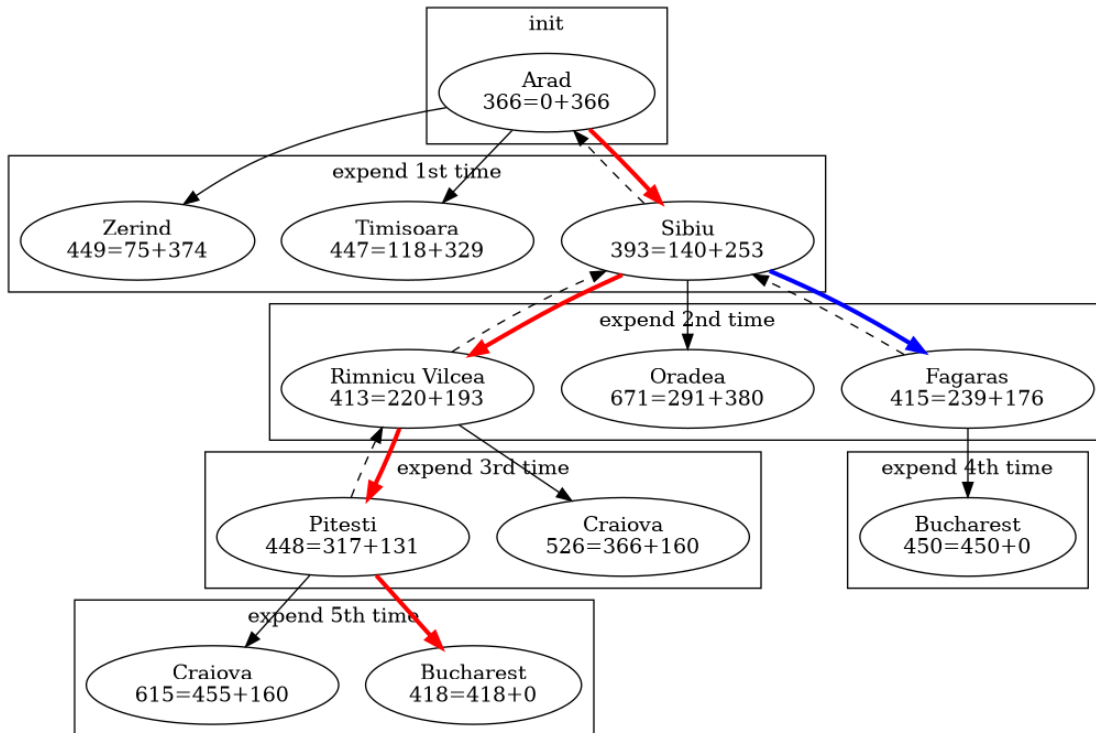 init
Arad
366=0+366
expend 1st time
Zerind
449=75+374
Timisoara
447=118+329
Sibiu
393=140+253
expend 2nd time
Rimnicu Vilcea
413=220+193
Oradea
671=291+380
Fagaras
415=239+176
expend 3rd time
Pitesti
448=317+131
Craiova
526=366+160
expend 4th time
Bucharest
450=450+0
expend 5th time
Craiova
615=455+160
Bucharest
418=418+0